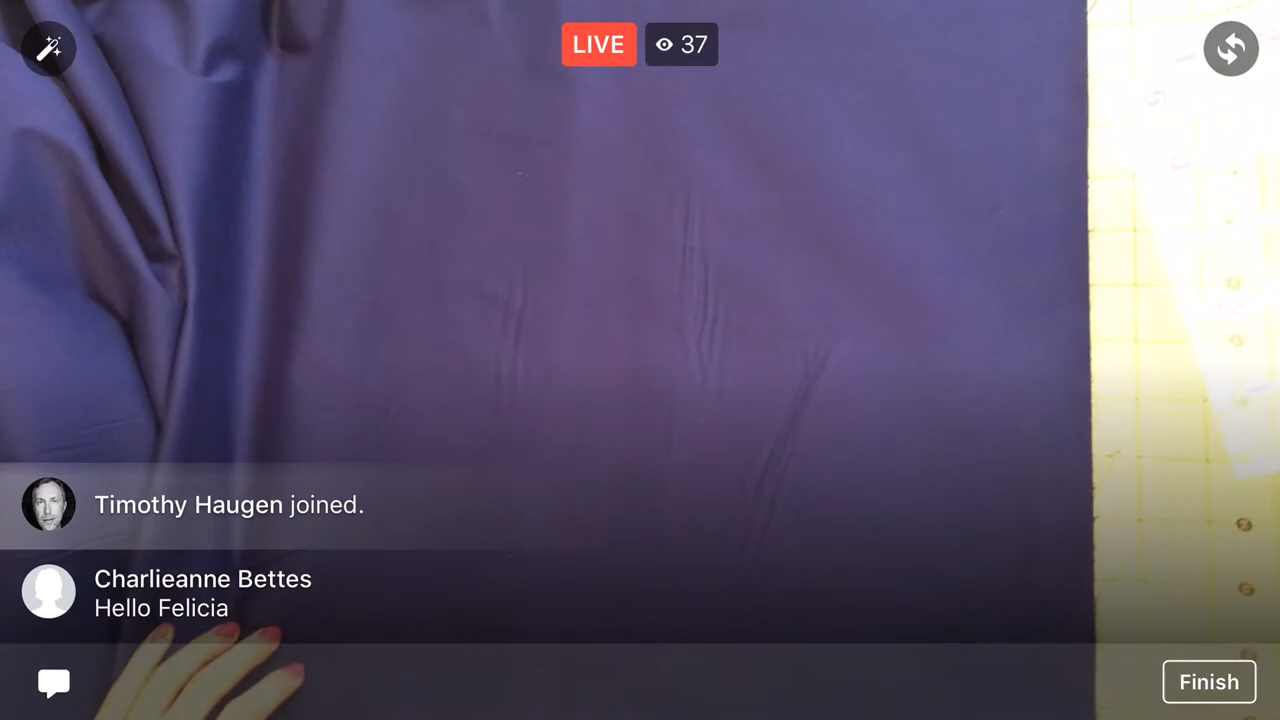 LIVE 37
Timothy Haugen joined.
Charlieanne Bettes
Hello Felicia
Finish